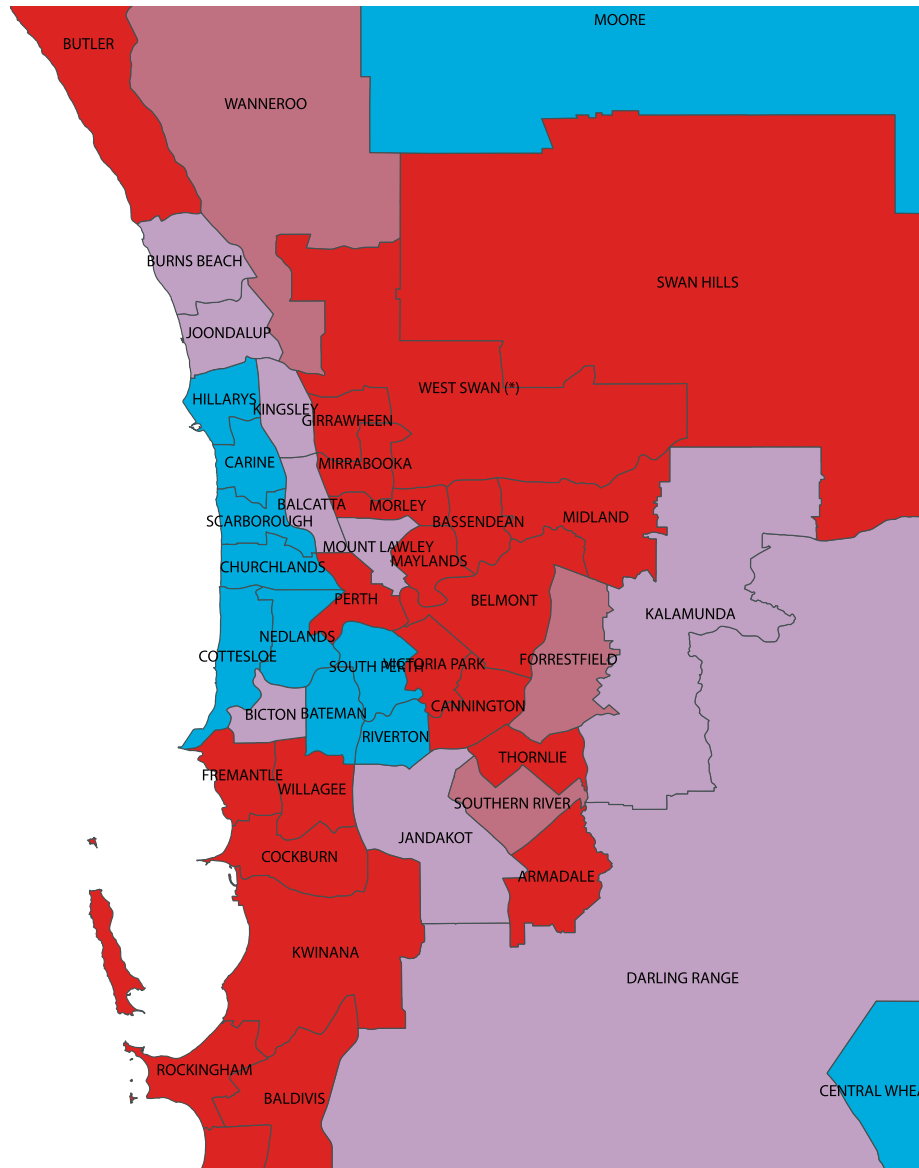 MOORE
BUTLER
WANNEROO
BURNS BEACH
SWAN HILLS
JOONDALUP
WEST SWAN (*)
HILLARYS
KINGSLEY
GIRRAWHEEN
CARINE
MIRRABOOKA
BALCATTA
MORLEY
SCARBOROUGH
BASSENDEAN
MIDLAND
MOUNT LAWLEY
MAYLANDS
CHURCHLANDS
PERTH
BELMONT
KALAMUNDA
NEDLANDS
COTTESLOE
SOUTH PERTH
VICTORIA PARK
FORRESTFIELD
CANNINGTON
BICTON
BATEMAN
RIVERTON
THORNLIE
FREMANTLE
WILLAGEE
SOUTHERN RIVER
JANDAKOT
COCKBURN
ARMADALE
KWINANA
DARLING RANGE
ROCKINGHAM
CENTRAL WHEA
BALDIVIS